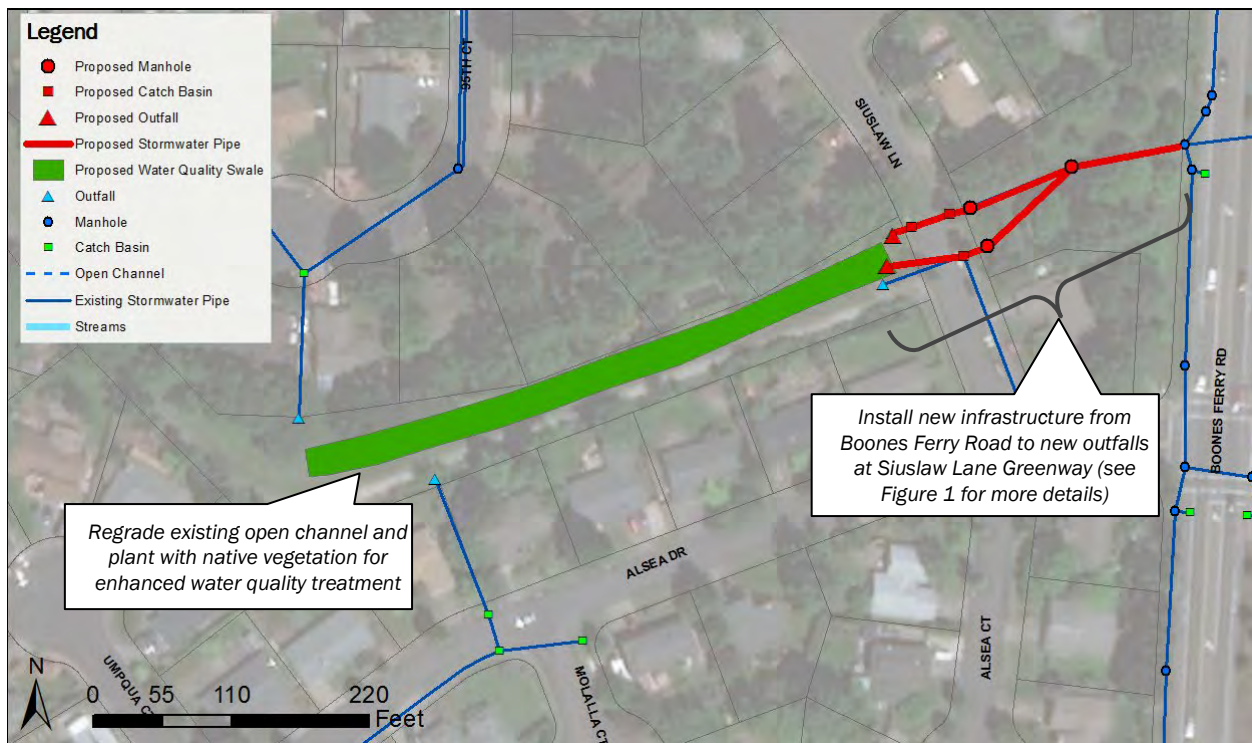 Legend
Proposed Manhole
Proposed Catch Basin
Proposed Outfall
Proposed Stormwater Pipe
Proposed Water Quality Swale
Outfall
Manhole
Catch Basin
Open Channel
Existing Stormwater Pipe
Streams
95TH CT
SIUSLAW LN
BOONES FERRY RD
Install new infrastructure from
Boones Ferry Road to new outfalls
at Siuslaw Lane Greenway (see
Figure 1 for more details)
Regrade existing open channel and
plant with native vegetation for
enhanced water quality treatment
ALSEA DR
ALSEA CT
MOLALLA CT
UMPQUA CT
N
0 55 110 220
Feet